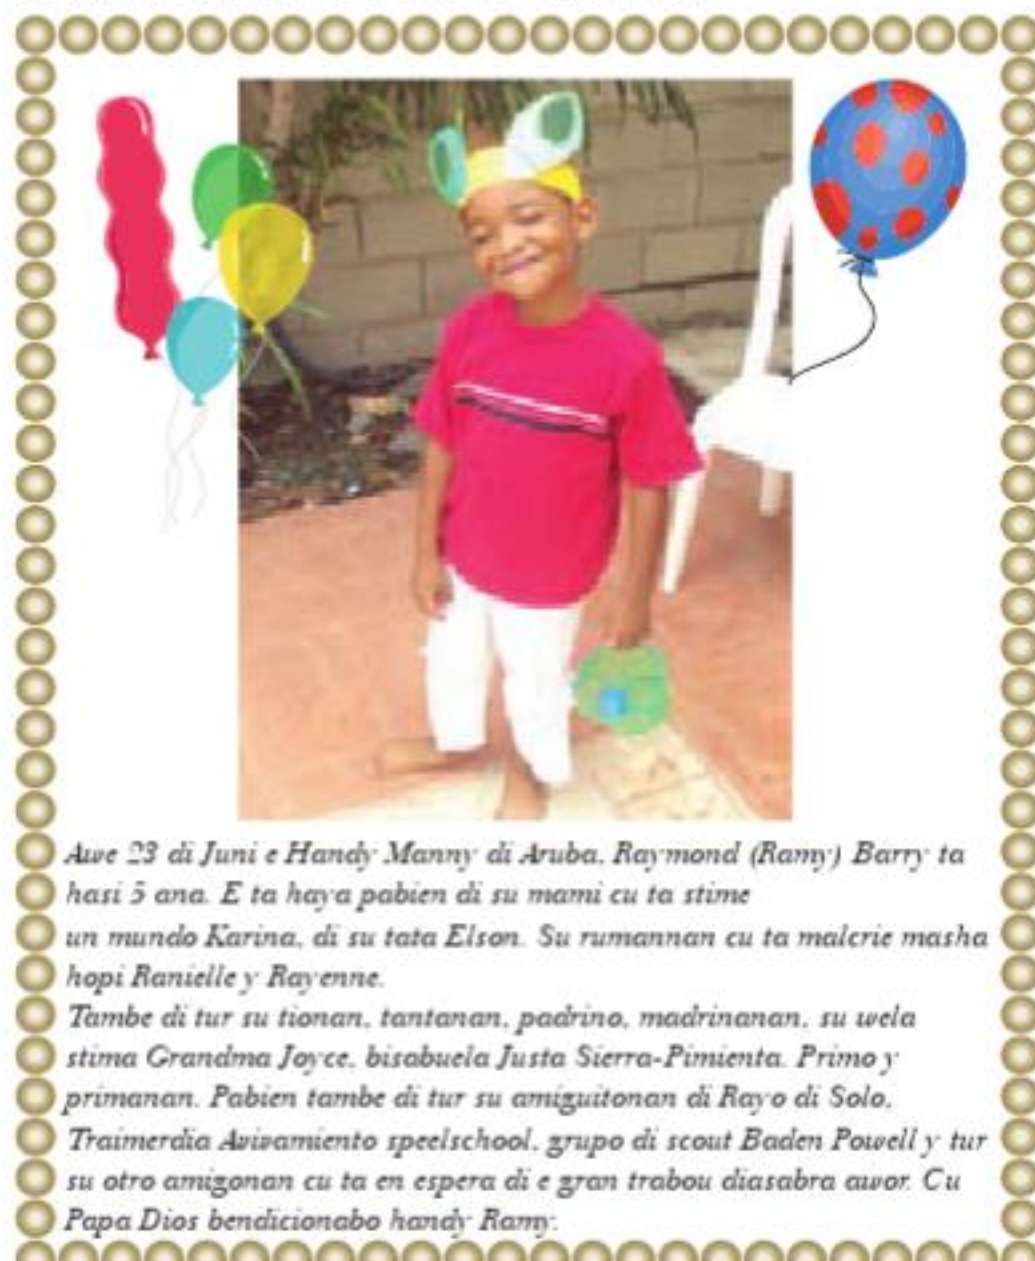 Awe 23 di Juni e Handy Manny di Aruba, Raymond (Ramy) Barry ta
hasi 5 ana. E ta haya pabien di su mami cu ta stime
un mundo Karina, di su tata Elson. Su rumannan cu ta malcrie masha
hopi Ranielle y Rayenne.
Tambe di tur su tionan, tantanan, padrino, madrinanan, su wela
stima Grandma Joyce, bisabuela Justa Sierra-Pimienta. Primo y
primanan. Pabien tambe di tur su amiguitonan di Rayo di Solo,
Traimerdia Avivamiento speelschool, grupo di scout Baden Powell y tur
su otro amigonan cu ta en espera di e gran trabou diasabra awor. Cu
Papa Dios bendicionabo handy Ramy.